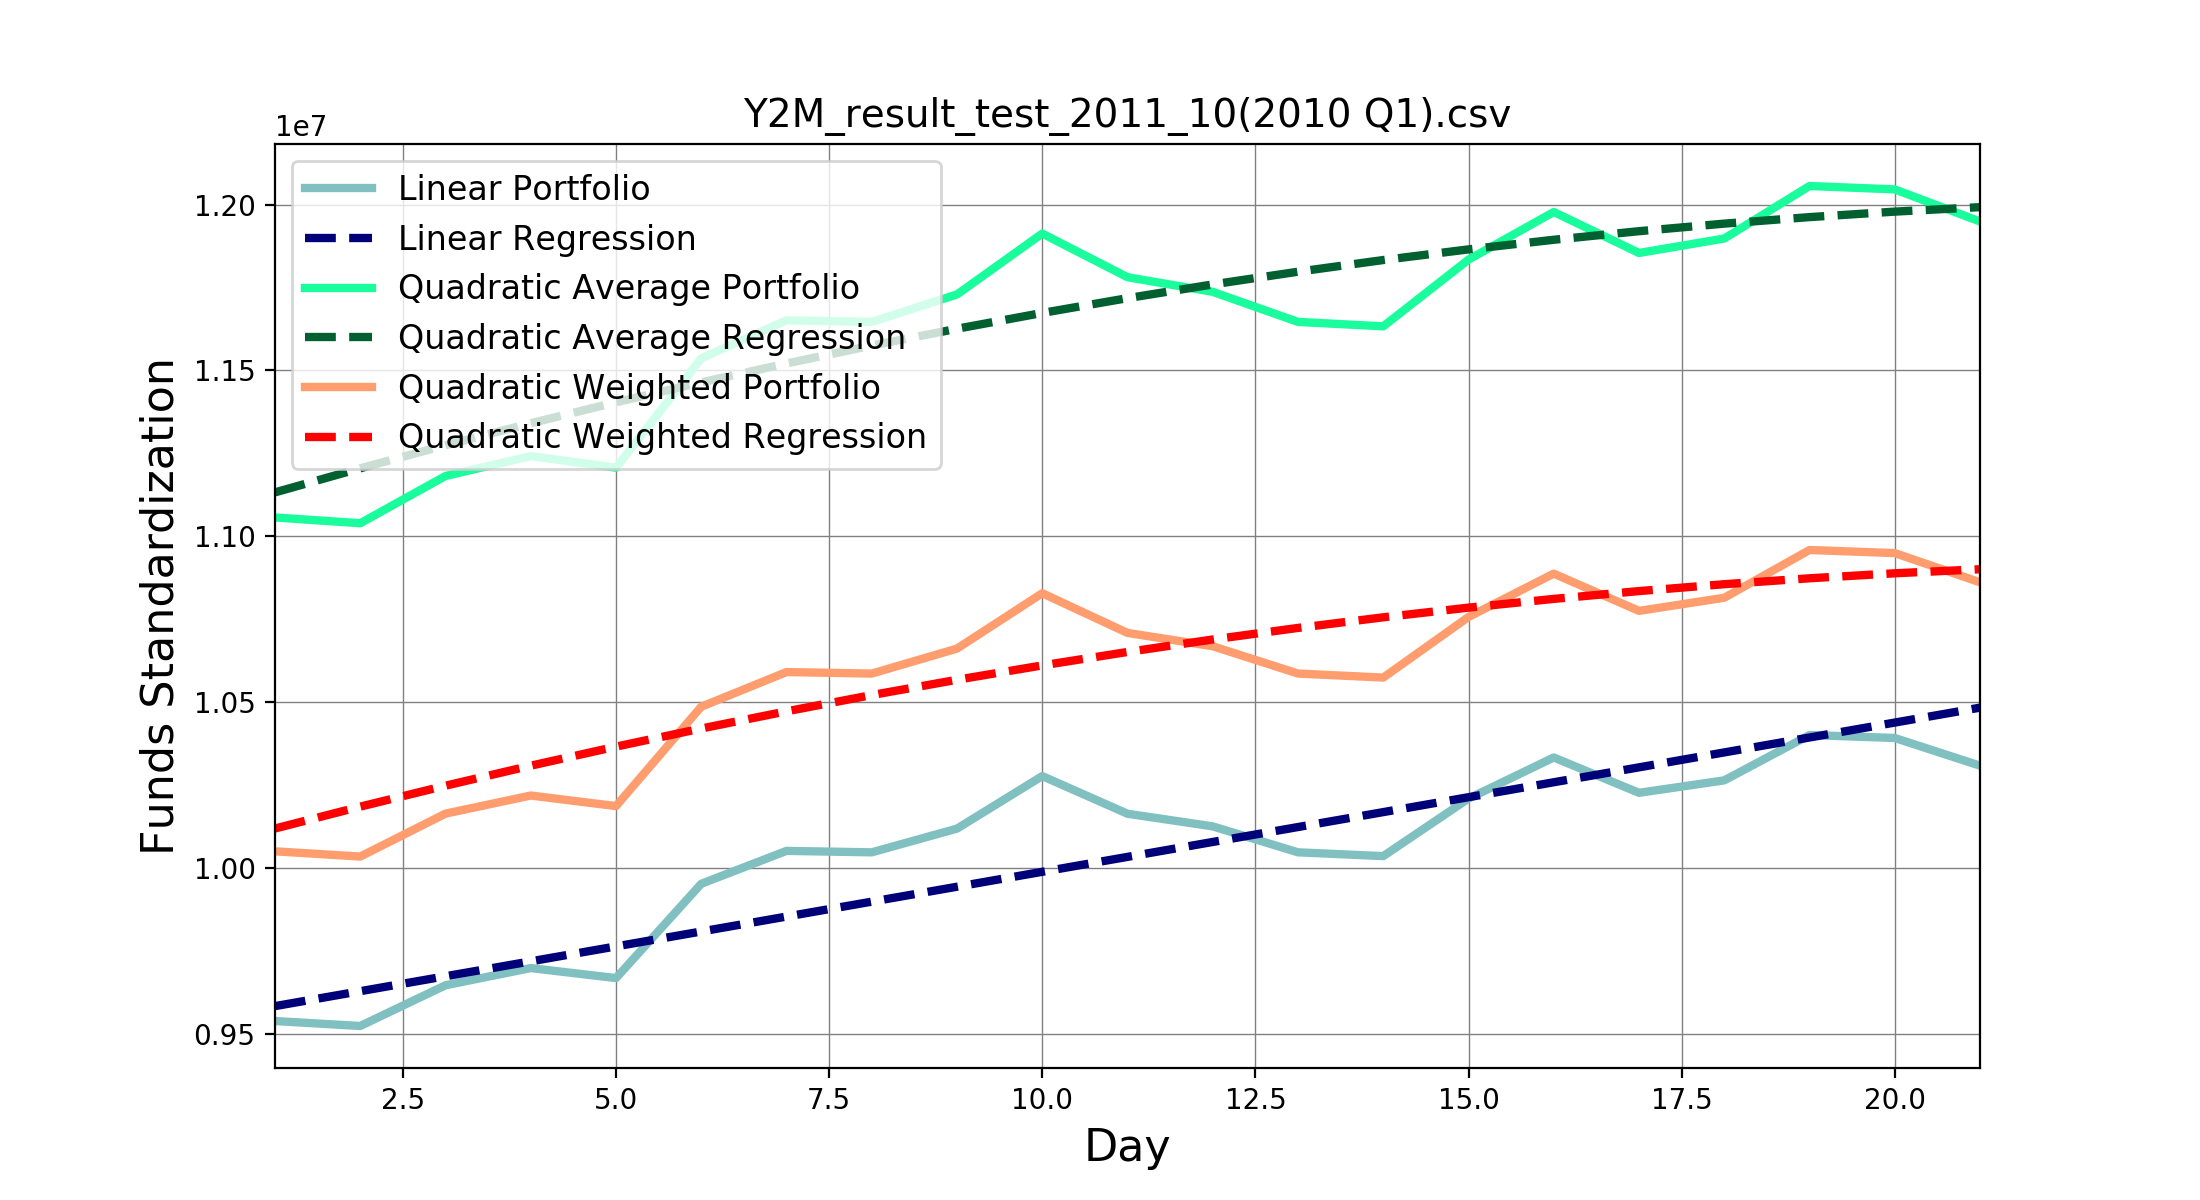 Y2M_result_test_2011_10(2010 Q1).csv
1e7
Linear Portfolio
Linear Regression
Quadratic Average Portfolio
Quadratic Average Regression
Quadratic Weighted Portfolio
Quadratic Weighted Regression
1.20
1.15
1.10
1.05
1.00
0.95
Funds Standardization
2.5 5.0 7.5 10.0 12.5 15.0 17.5 20.0
Day